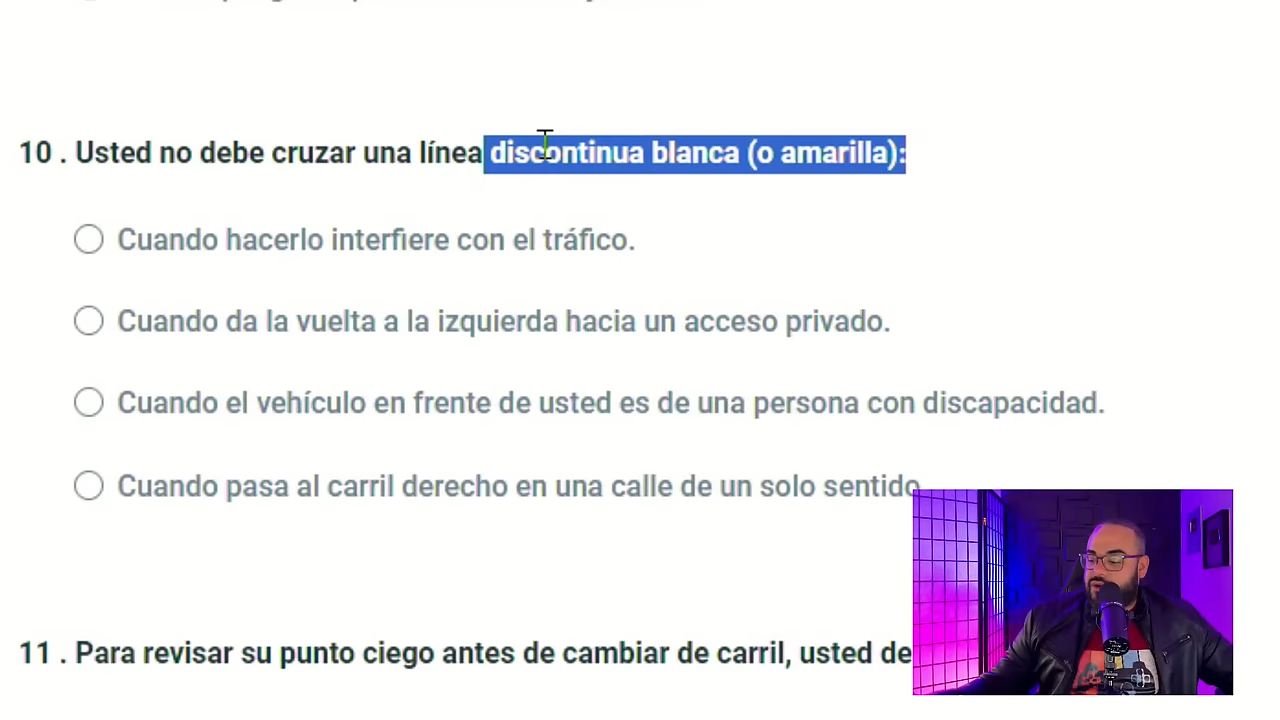 10 . Usted no debe cruzar una línea discontinua blanca (o amarilla):
Cuando hacerlo interfiere con el tráfico.
Cuando da la vuelta a la izquierda hacia un acceso privado.
Cuando el vehículo en frente de usted es de una persona con discapacidad.
Cuando pasa al carril derecho en una calle de un solo sentido
11 . Para revisar su punto ciego antes de cambiar de carril, usted de